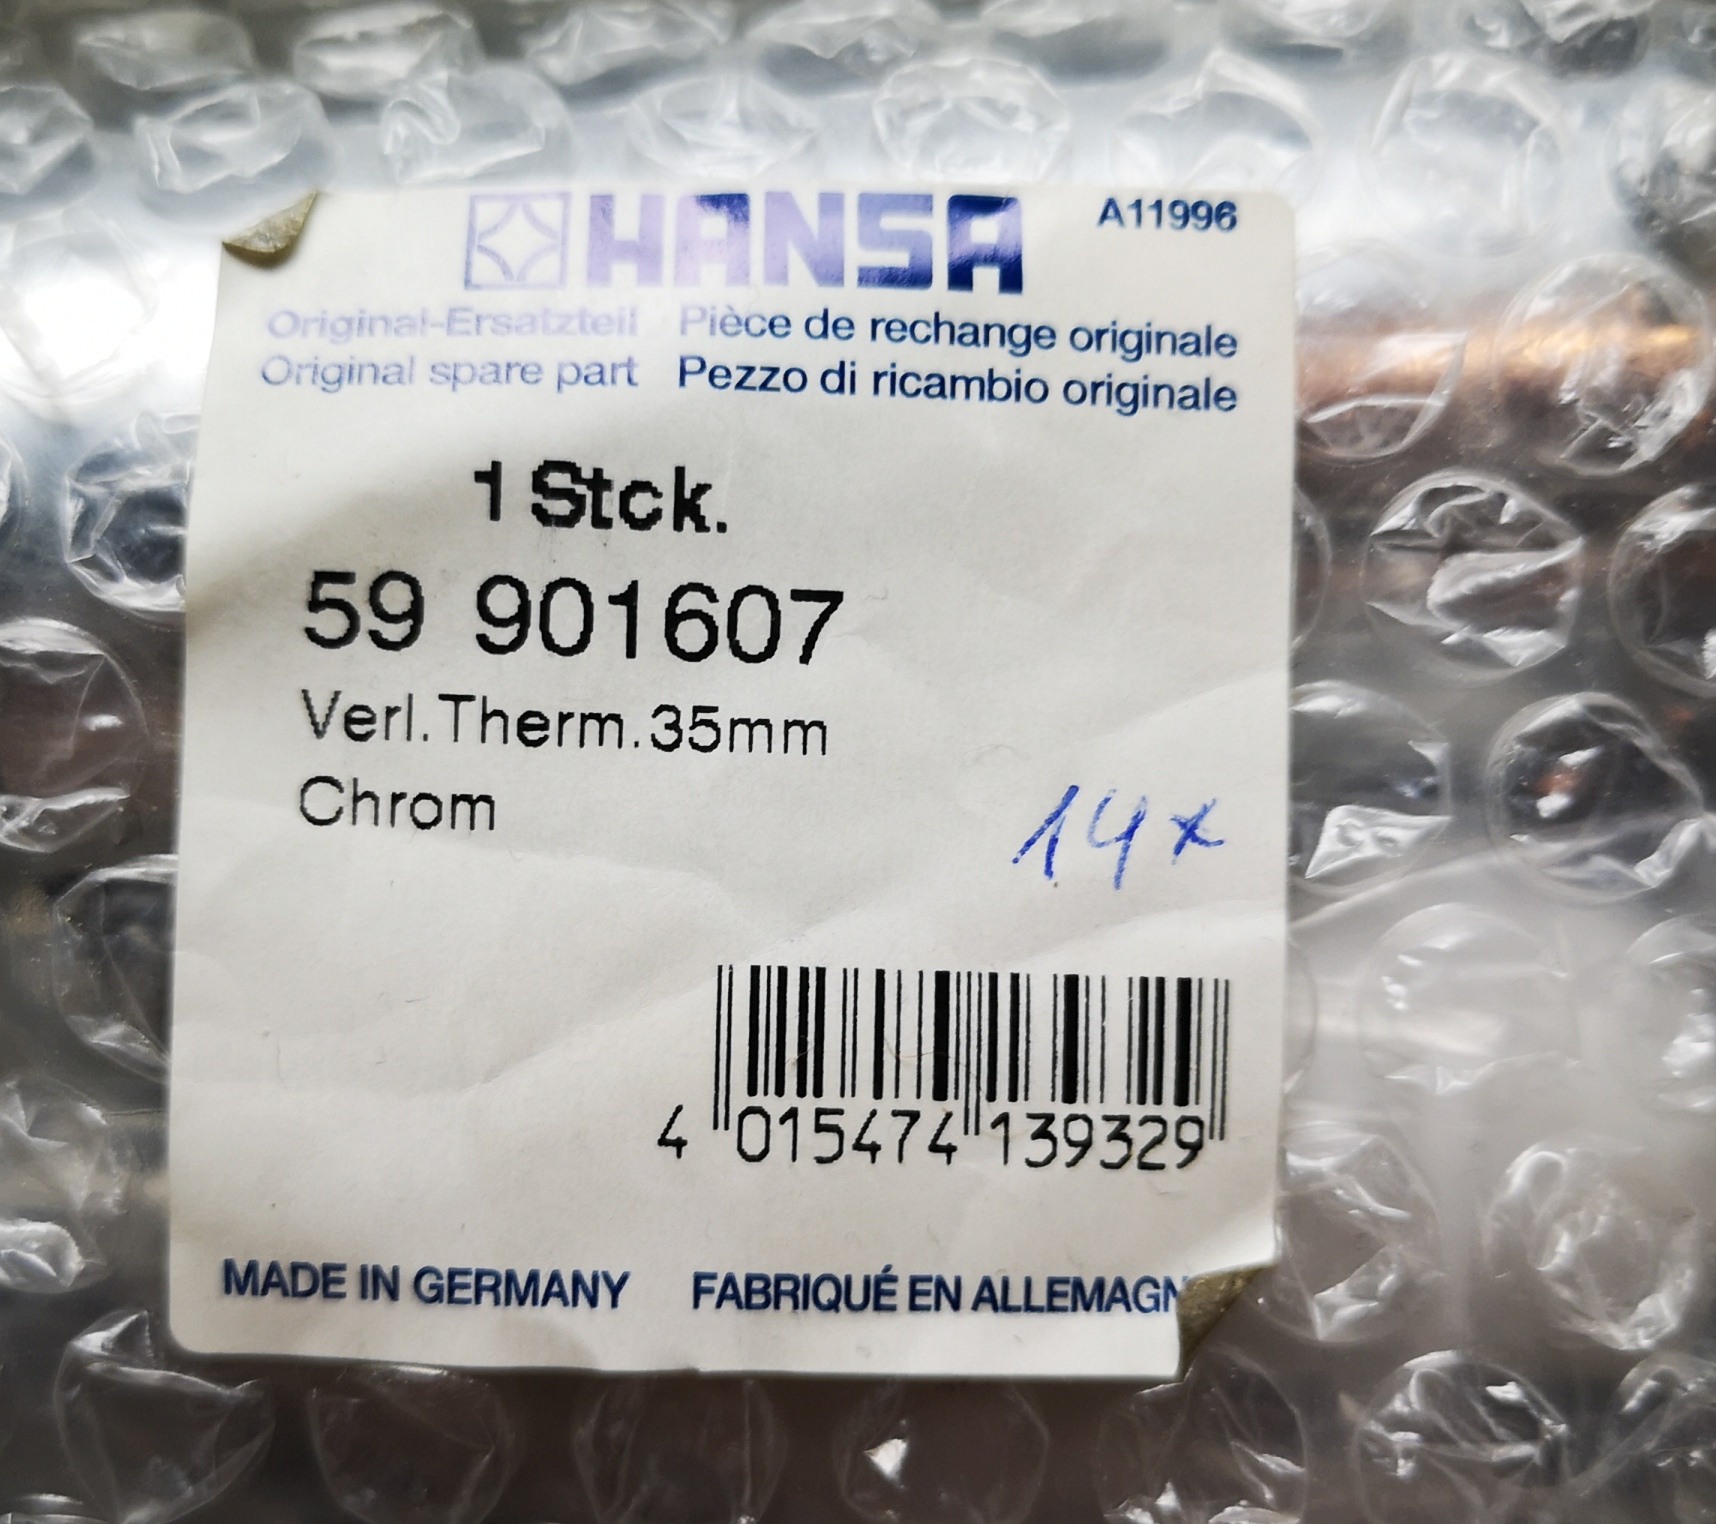 HANSA A11996
Original-Ersatzteil Pièce de rechange originale
Original spare part Pezzo di ricambio originale
1 Stck.
59 901607
Verl.Therm.35mm
Chrom
14x
4 015474 139329
MADE IN GERMANY FABRIQUÉ EN ALLEMAGN